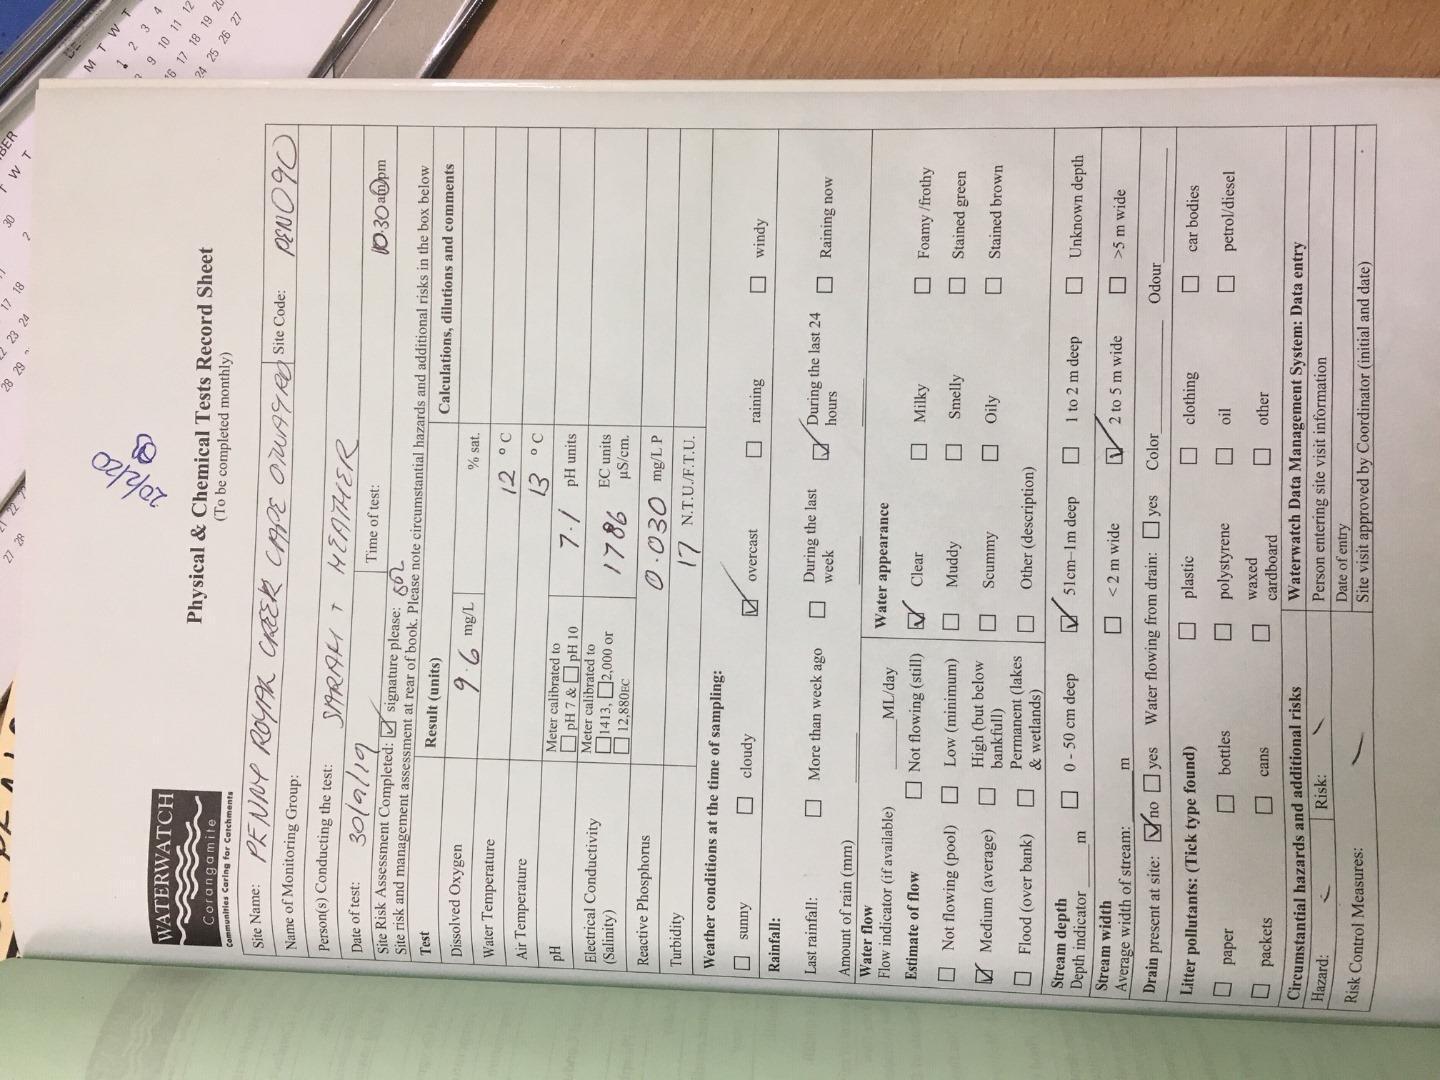 20/2/20
WATERWATCH
Corangamite
Communities Caring for Catchments
Physical & Chemical Tests Record Sheet
(To be completed monthly)
Site Name: PENNY ROYAL CREEK CAPE OTWAY RD Site Code: PEN090
Name of Monitoring Group:
Person(s) Conducting the test: SARAH + HEATHER
Date of test: 30/9/19 Time of test: 10.30 am/pm
Site Risk Assessment Completed: ☑ signature please:
Site risk and management assessment at rear of book. Please note circumstantial hazards and additional risks in the box below
Test Result (units) Calculations, dilutions and comments
Dissolved Oxygen 9.6 mg/L % sat.
Water Temperature 12 °C
Air Temperature 13 °C
pH Meter calibrated to ☐ pH 7 & ☐ pH 10 7.1 pH units
Electrical Conductivity (Salinity) Meter calibrated to ☐ 1413, ☐ 2,000 or ☐ 12,880EC 1786 EC units µS/cm.
Reactive Phosphorus 0.030 mg/L P
Turbidity 17 N.T.U./F.T.U.
Weather conditions at the time of sampling:
☐ sunny ☐ cloudy ☑ overcast ☐ raining ☐ windy
Rainfall:
Last rainfall: ☐ More than week ago ☐ During the last week ☑ During the last 24 hours ☐ Raining now
Amount of rain (mm)
Water flow
Flow indicator (if available) ML/day
Estimate of flow ☐ Not flowing (still)
☐ Not flowing (pool) ☐ Low (minimum)
☑ Medium (average) ☐ High (but below bankfull)
☐ Flood (over bank) ☐ Permanent (lakes & wetlands)
Water appearance
☑ Clear ☐ Milky ☐ Foamy /frothy
☐ Muddy ☐ Smelly ☐ Stained green
☐ Scummy ☐ Oily ☐ Stained brown
☐ Other (description)
Stream depth
Depth indicator m ☐ 0 - 50 cm deep ☑ 51cm-1m deep ☐ 1 to 2 m deep ☐ Unknown depth
Stream width
Average width of stream: m ☐ < 2 m wide ☑ 2 to 5 m wide ☐ >5 m wide
Drain present at site: ☑ no ☐ yes Water flowing from drain: ☐ yes Color Odour
Litter pollutants: (Tick type found)
☐ plastic ☐ clothing ☐ car bodies
☐ paper ☐ bottles ☐ polystyrene ☐ oil ☐ petrol/diesel
☐ packets ☐ cans ☐ waxed cardboard ☐ other
Circumstantial hazards and additional risks
Hazard: Risk:
Risk Control Measures:
Waterwatch Data Management System: Data entry
Person entering site visit information
Date of entry
Site visit approved by Coordinator (initial and date)